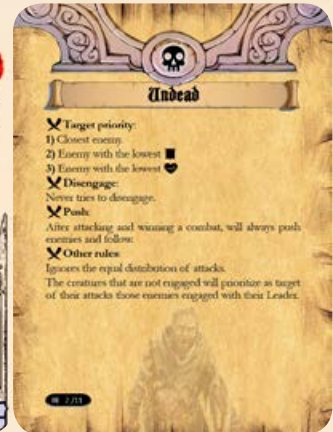 Undead
Target priority:
1) Closest enemy.
2) Enemy with the lowest
3) Enemy with the lowest
Disengage:
Never tries to disengage.
Push:
After attacking and winning a combat, will always push
enemies and follow.
Other rules:
Ignores the equal distribution of attacks.
The creatures that are not engaged will prioritize as target
of their attacks those enemies engaged with their Leader.